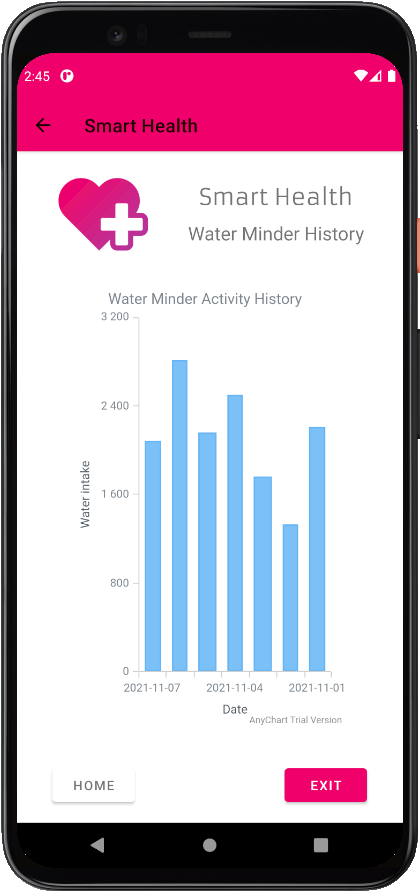 2:45
Smart Health
Smart Health
Water Minder History
Water Minder Activity History
3 200
2 400
1 600
800
0
Water intake
2021-11-07 2021-11-04 2021-11-01
Date
AnyChart Trial Version
HOME EXIT